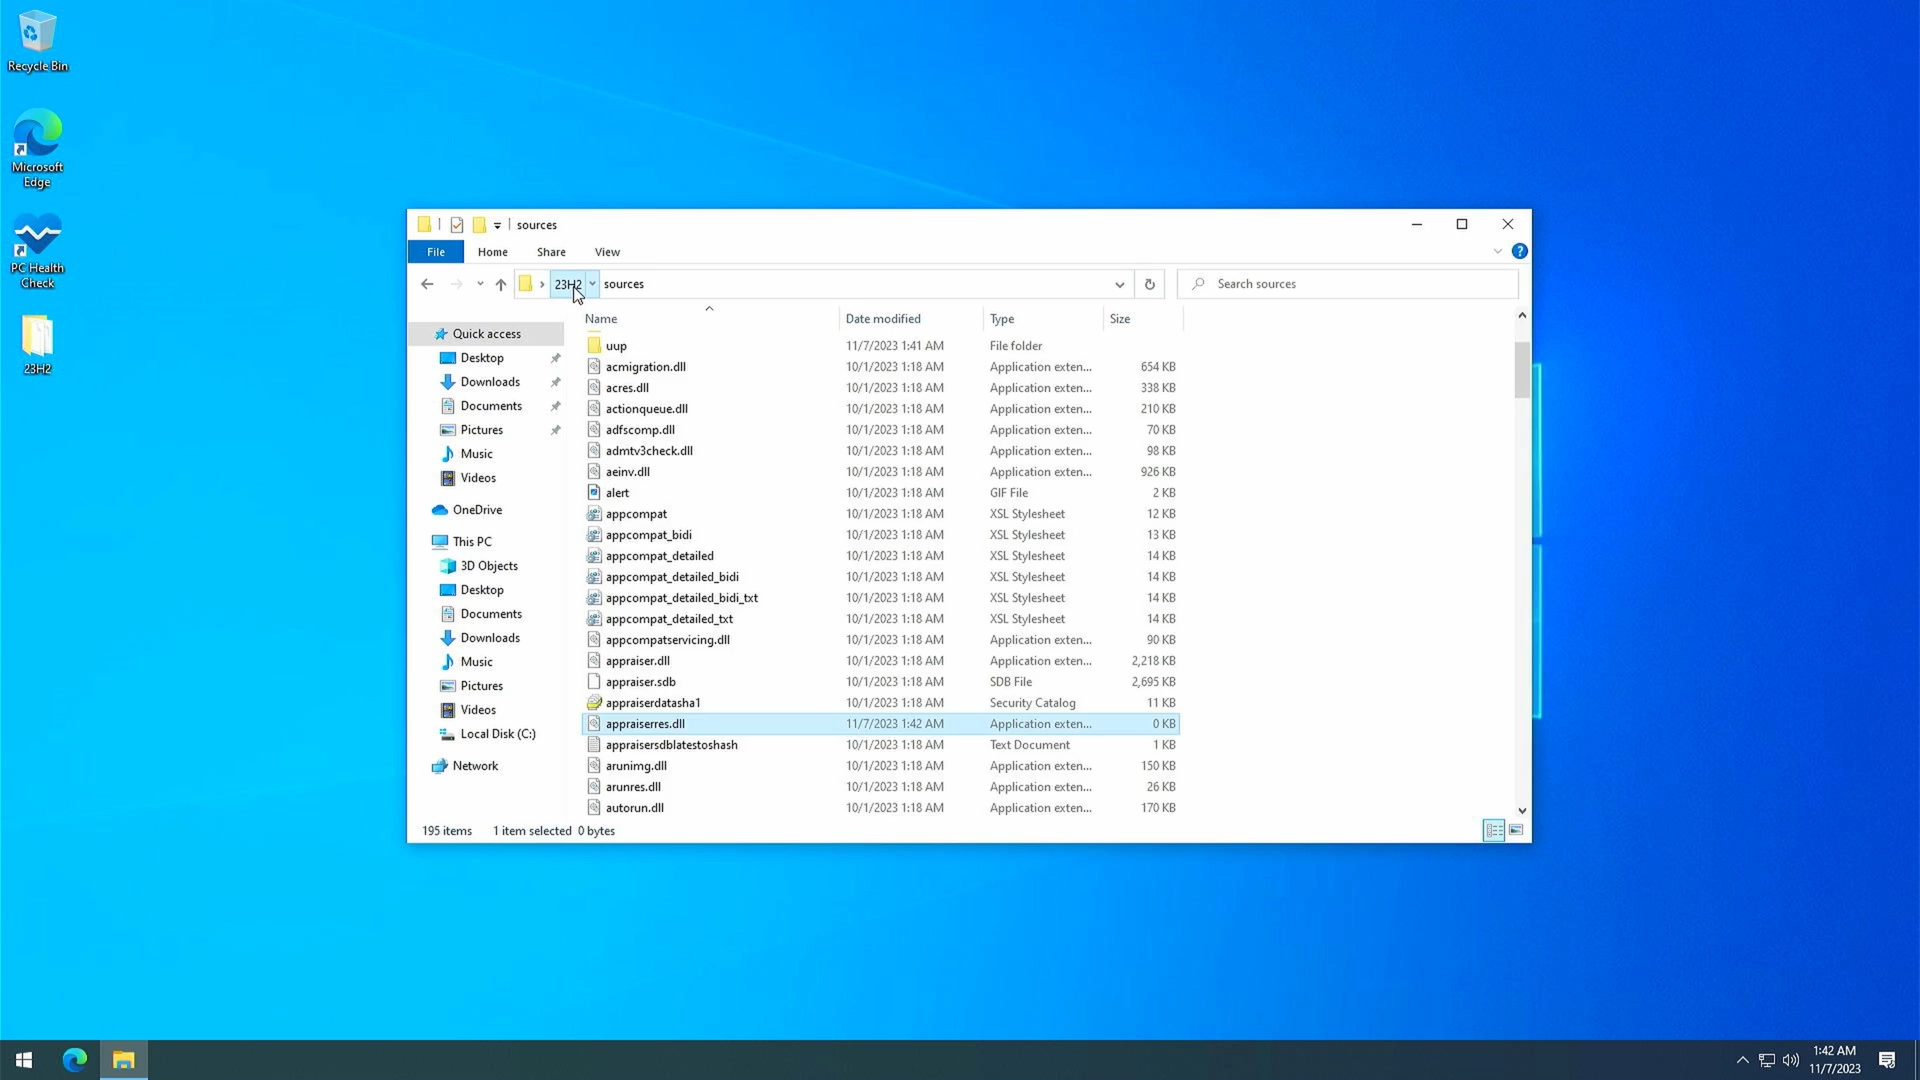 Recycle Bin
Microsoft
Edge
PC Health
Check
23H2
sources
File Home Share View
23H2 sources
Search sources
Name Date modified Type Size
Quick access
Desktop
Downloads
Documents
Pictures
Music
Videos
OneDrive
This PC
3D Objects
Desktop
Documents
Downloads
Music
Pictures
Videos
Local Disk (C:)
Network
uup 11/7/2023 1:41 AM File folder
acmigration.dll 10/1/2023 1:18 AM Application exten... 654 KB
acres.dll 10/1/2023 1:18 AM Application exten... 338 KB
actionqueue.dll 10/1/2023 1:18 AM Application exten... 210 KB
adfscomp.dll 10/1/2023 1:18 AM Application exten... 70 KB
admtv3check.dll 10/1/2023 1:18 AM Application exten... 98 KB
aeinv.dll 10/1/2023 1:18 AM Application exten... 926 KB
alert 10/1/2023 1:18 AM GIF File 2 KB
appcompat 10/1/2023 1:18 AM XSL Stylesheet 12 KB
appcompat_bidi 10/1/2023 1:18 AM XSL Stylesheet 13 KB
appcompat_detailed 10/1/2023 1:18 AM XSL Stylesheet 14 KB
appcompat_detailed_bidi 10/1/2023 1:18 AM XSL Stylesheet 14 KB
appcompat_detailed_bidi_txt 10/1/2023 1:18 AM XSL Stylesheet 14 KB
appcompat_detailed_txt 10/1/2023 1:18 AM XSL Stylesheet 14 KB
appcompatservicing.dll 10/1/2023 1:18 AM Application exten... 90 KB
appraiser.dll 10/1/2023 1:18 AM Application exten... 2,218 KB
appraiser.sdb 10/1/2023 1:18 AM SDB File 2,695 KB
appraiserdatasha1 10/1/2023 1:18 AM Security Catalog 11 KB
appraiserres.dll 11/7/2023 1:42 AM Application exten... 0 KB
appraisersdblatestoshash 10/1/2023 1:18 AM Text Document 1 KB
arunimg.dll 10/1/2023 1:18 AM Application exten... 150 KB
arunres.dll 10/1/2023 1:18 AM Application exten... 26 KB
autorun.dll 10/1/2023 1:18 AM Application exten... 170 KB
195 items 1 item selected 0 bytes
1:42 AM
11/7/2023